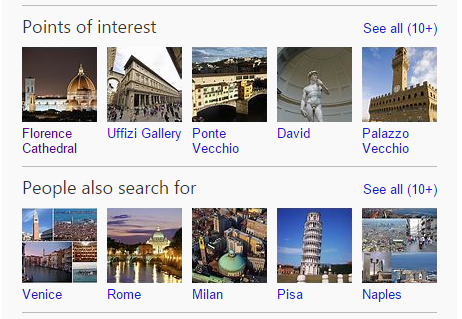 Points of interest See all (10+)
Florence Cathedral
Uffizi Gallery
Ponte Vecchio
David
Palazzo Vecchio
People also search for See all (10+)
Venice
Rome
Milan
Pisa
Naples